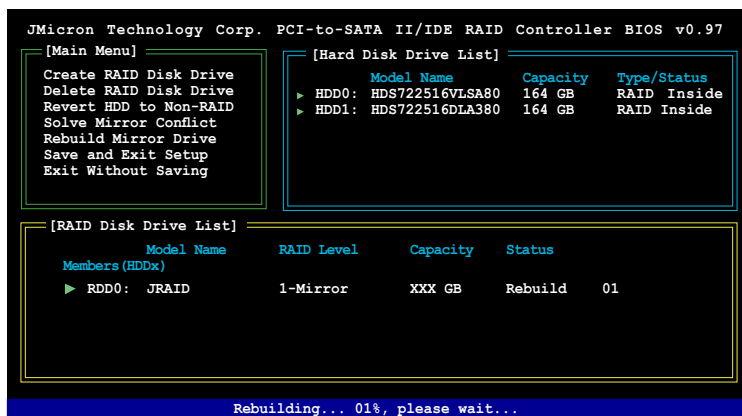 JMicron Technology Corp. PCI-to-SATA II/IDE RAID Controller BIOS v0.97
[Main Menu]
Create RAID Disk Drive
Delete RAID Disk Drive
Revert HDD to Non-RAID
Solve Mirror Conflict
Rebuild Mirror Drive
Save and Exit Setup
Exit Without Saving
[Hard Disk Drive List]
Model Name Capacity Type/Status
HDD0: HDS722516VLSA80 164 GB RAID Inside
HDD1: HDS722516DLA380 164 GB RAID Inside
[RAID Disk Drive List]
Model Name RAID Level Capacity Status
Members(HDDx)
RDD0: JRAID 1-Mirror XXX GB Rebuild 01
Rebuilding... 01%, please wait...